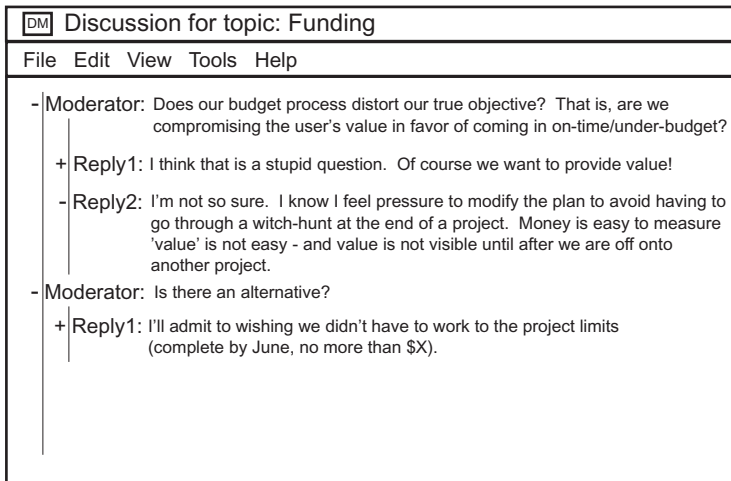 DM Discussion for topic: Funding
File Edit View Tools Help
- Moderator: Does our budget process distort our true objective? That is, are we
compromising the user's value in favor of coming in on-time/under-budget?
+ Reply1: I think that is a stupid question. Of course we want to provide value!
- Reply2: I'm not so sure. I know I feel pressure to modify the plan to avoid having to
go through a witch-hunt at the end of a project. Money is easy to measure
'value' is not easy - and value is not visible until after we are off onto
another project.
- Moderator: Is there an alternative?
+ Reply1: I'll admit to wishing we didn't have to work to the project limits
(complete by June, no more than $X).